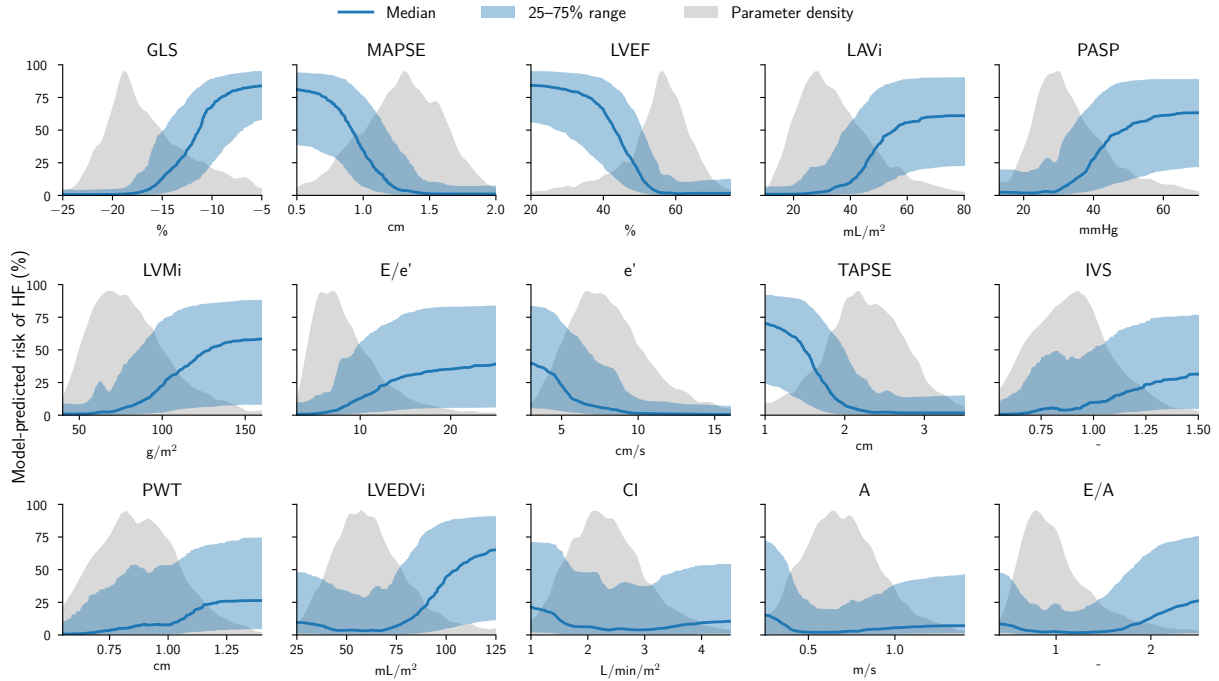 Median 25–75% range Parameter density
GLS MAPSE LVEF LAVi PASP
100
75
50
25
0
−25 −20 −15 −10 −5 0.5 1.0 1.5 2.0 20 40 60 20 40 60 80 20 40 60
% cm % mL/m² mmHg
Model-predicted risk of HF (%)
LVMi E/e' e' TAPSE IVS
100
75
50
25
0
50 100 150 10 20 5 10 15 1 2 3 0.75 1.00 1.25 1.50
g/m² cm/s cm -
PWT LVEDVi CI A E/A
100
75
50
25
0
0.75 1.00 1.25 25 50 75 100 125 1 2 3 4 0.5 1.0 1 2
cm mL/m² L/min/m² m/s -